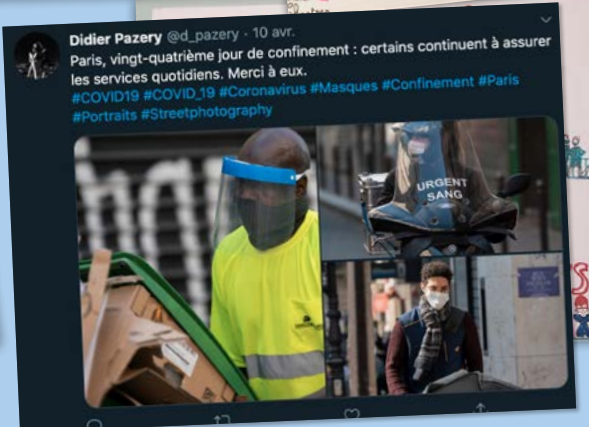 Didier Pazery @d_pazery · 10 avr.
Paris, vingt-quatrième jour de confinement : certains continuent à assurer
les services quotidiens. Merci à eux.
#COVID19 #COVID_19 #Coronavirus #Masques #Confinement #Paris
#Portraits #Streetphotography
URGENT
SANG